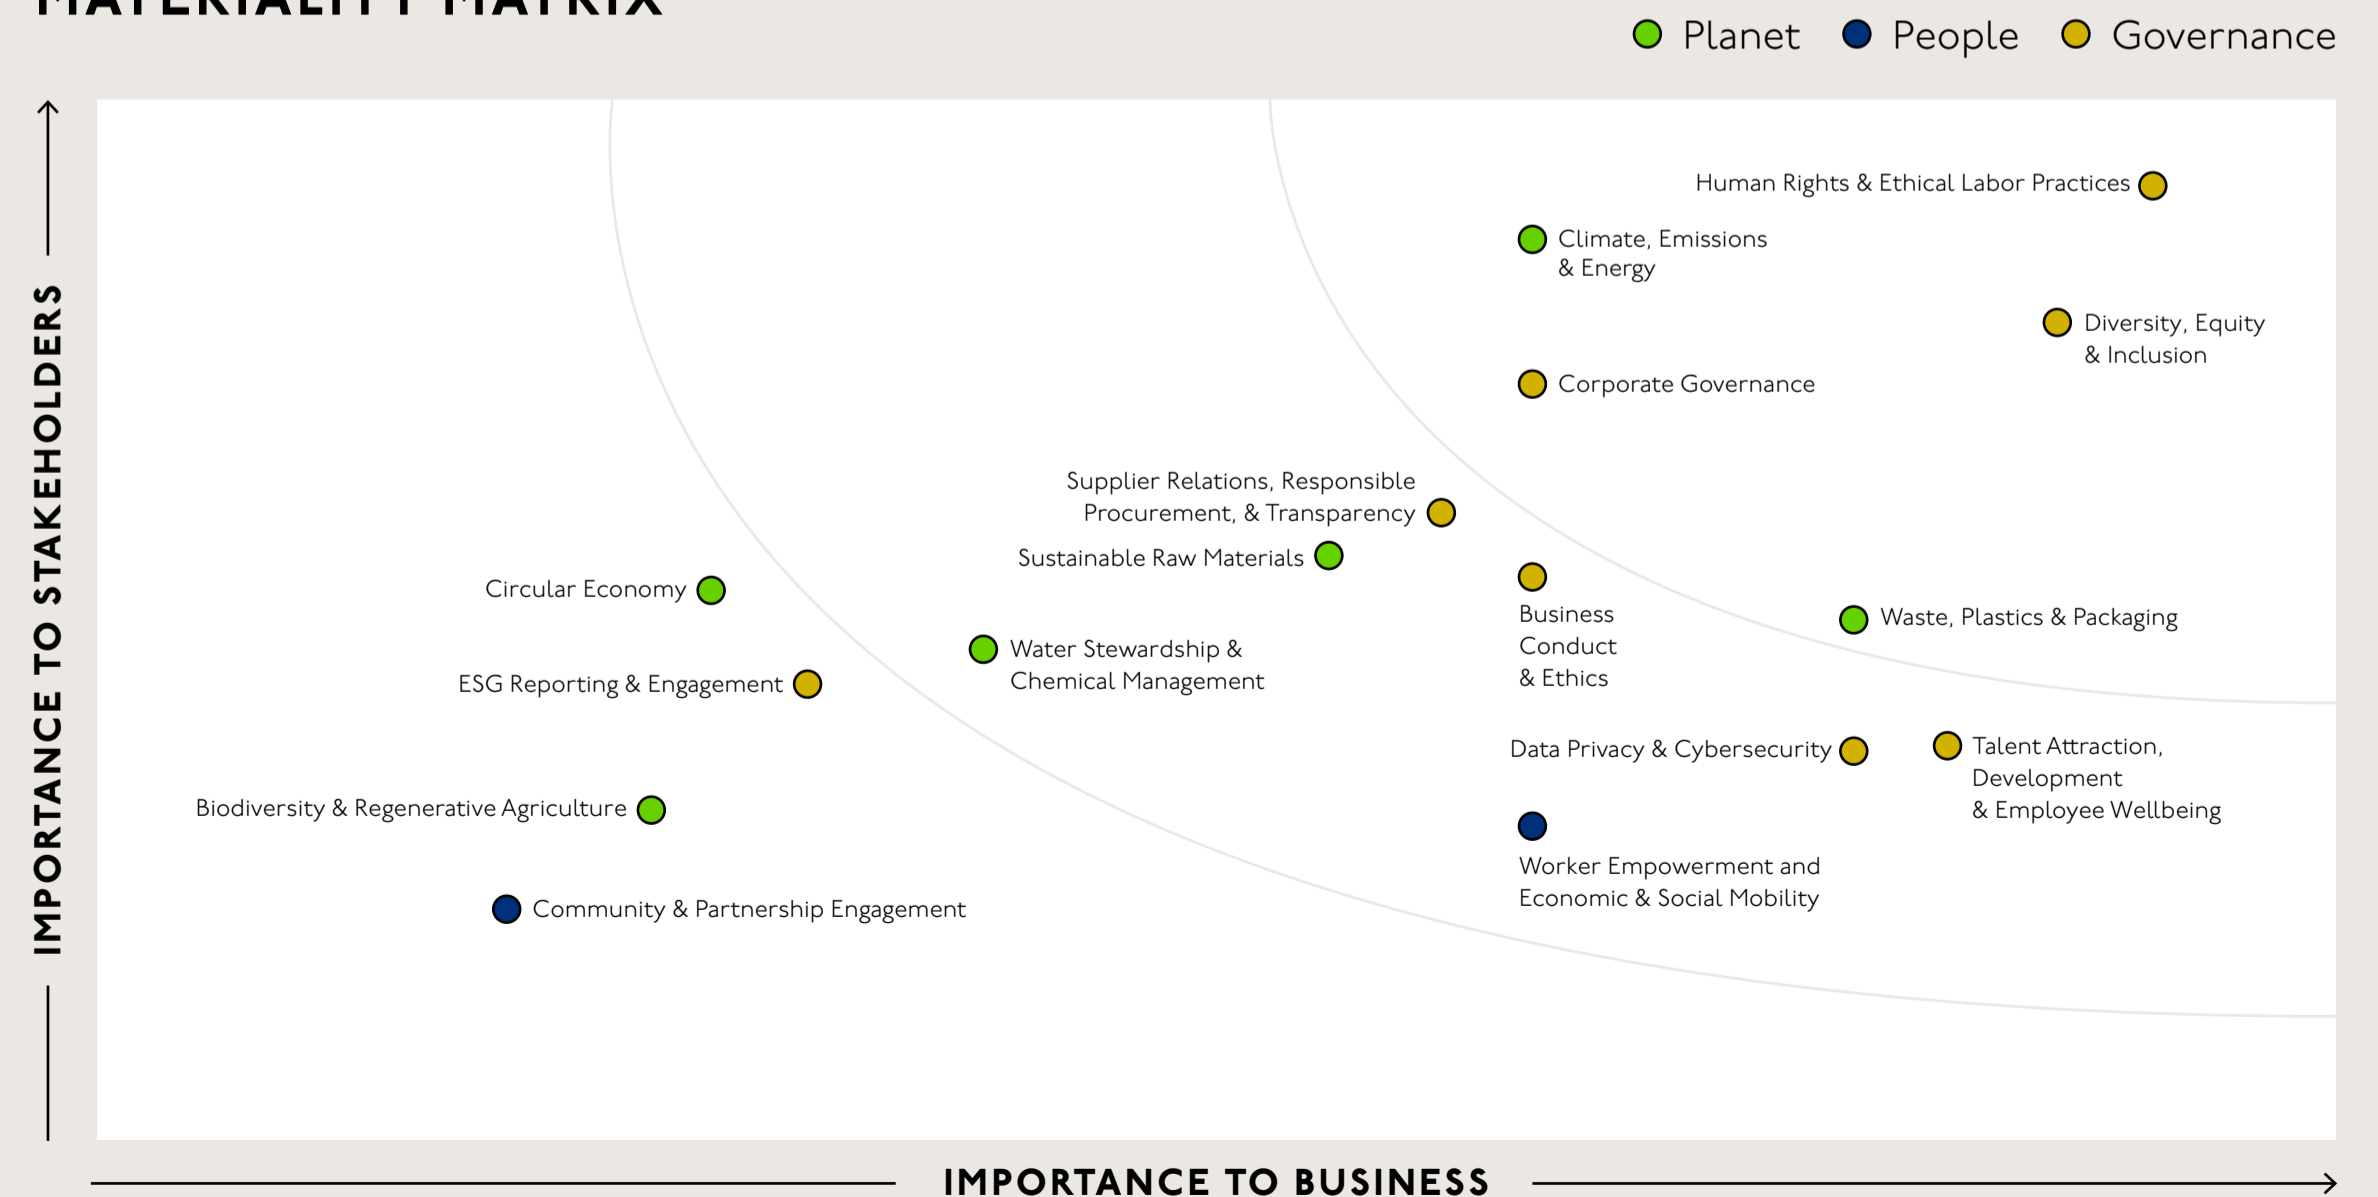 MATERIALITY MATRIX
Planet
People
Governance
IMPORTANCE TO STAKEHOLDERS
Human Rights & Ethical Labor Practices
Climate, Emissions
& Energy
Diversity, Equity
& Inclusion
Corporate Governance
Supplier Relations, Responsible
Procurement, & Transparency
Sustainable Raw Materials
Circular Economy
Business
Conduct
& Ethics
Waste, Plastics & Packaging
Water Stewardship &
Chemical Management
ESG Reporting & Engagement
Data Privacy & Cybersecurity
Talent Attraction,
Development
& Employee Wellbeing
Biodiversity & Regenerative Agriculture
Worker Empowerment and
Economic & Social Mobility
Community & Partnership Engagement
IMPORTANCE TO BUSINESS